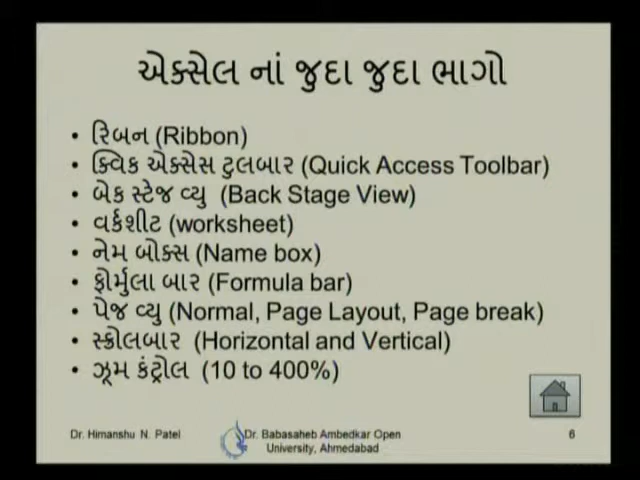 એક્સેલ નાં જુદા જુદા ભાગો
• રિબન (Ribbon)
• ક્વિક એક્સેસ ટુલબાર (Quick Access Toolbar)
• બેક સ્ટેજ વ્યુ (Back Stage View)
• વર્કશીટ (worksheet)
• નેમ બોક્સ (Name box)
• ફોર્મુલા બાર (Formula bar)
• પેજ વ્યુ (Normal, Page Layout, Page break)
• સ્ક્રોલબાર (Horizontal and Vertical)
• ઝૂમ કંટ્રોલ (10 to 400%)
Dr. Himanshu N. Patel
Dr. Babasaheb Ambedkar Open
University, Ahmedabad
6